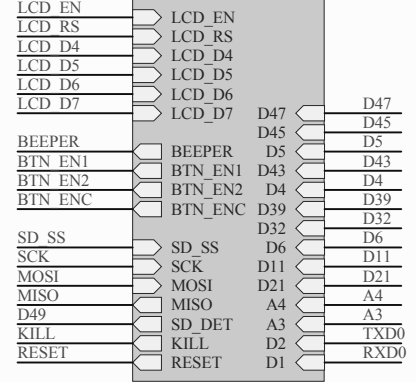 LCD_EN LCD_EN
LCD_RS LCD_RS
LCD_D4 LCD_D4
LCD_D5 LCD_D5
LCD_D6 LCD_D6
LCD_D7 LCD_D7 D47 D47
D45 D45
BEEPER BEEPER D5 D5
BTN_EN1 BTN_EN1 D43 D43
BTN_EN2 BTN_EN2 D4 D4
BTN_ENC BTN_ENC D39 D39
D32 D32
SD_SS SD_SS D6 D6
SCK SCK D11 D11
MOSI MOSI D21 D21
MISO MISO A4 A4
D49 SD_DET A3 A3
KILL KILL D2 TXD0
RESET RESET D1 RXD0